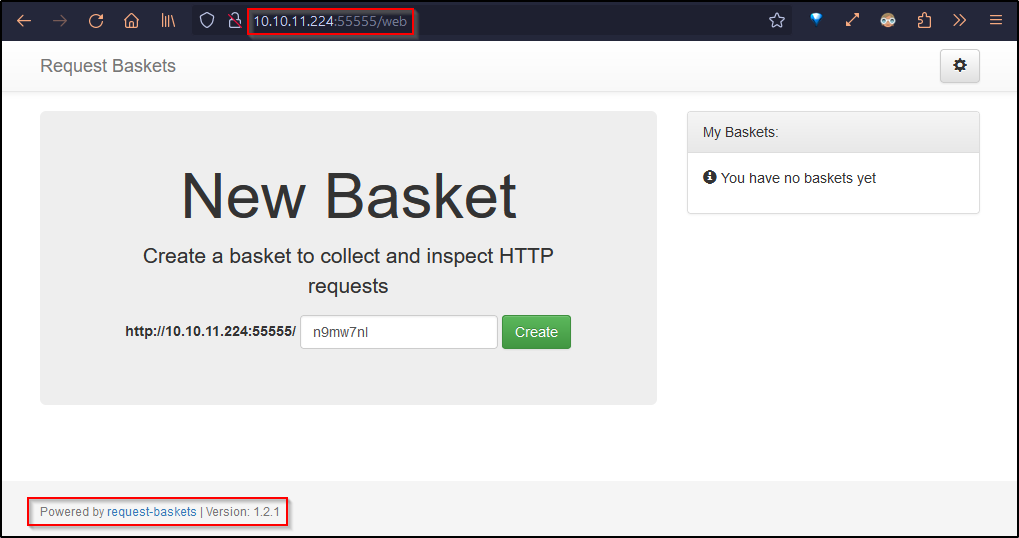 10.10.11.224:55555/web
Request Baskets
New Basket
Create a basket to collect and inspect HTTP
requests
http://10.10.11.224:55555/ n9mw7nl Create
My Baskets:
You have no baskets yet
Powered by request-baskets | Version: 1.2.1